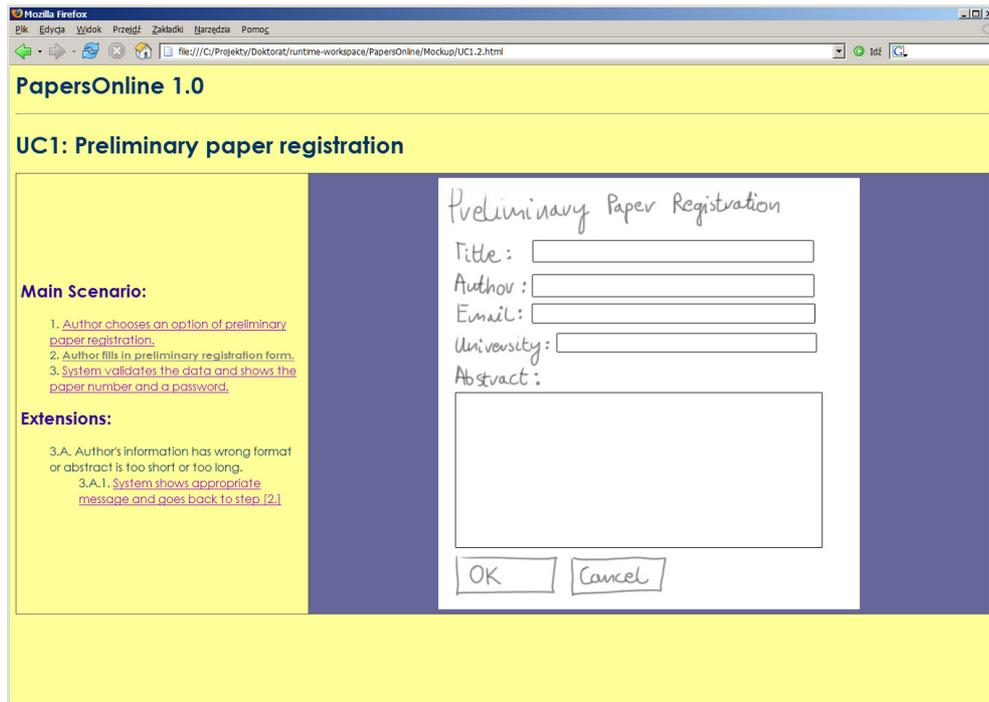 Mozilla Firefox
Plik Edycja Widok Przejdź Zakładki Narzędzia Pomoc
file:///C:/Projekty/Doktorat/runtime-workspace/PapersOnline/Mockup/UC1.2.html Idź G
PapersOnline 1.0
UC1: Preliminary paper registration
Main Scenario:
1. Author chooses an option of preliminary
paper registration.
2. Author fills in preliminary registration form.
3. System validates the data and shows the
paper number and a password.
Extensions:
3.A. Author's information has wrong format
or abstract is too short or too long.
3.A.1. System shows appropriate
message and goes back to step [2.]
Preliminary Paper Registration
Title:
Author:
Email:
University:
Abstract:
OK Cancel